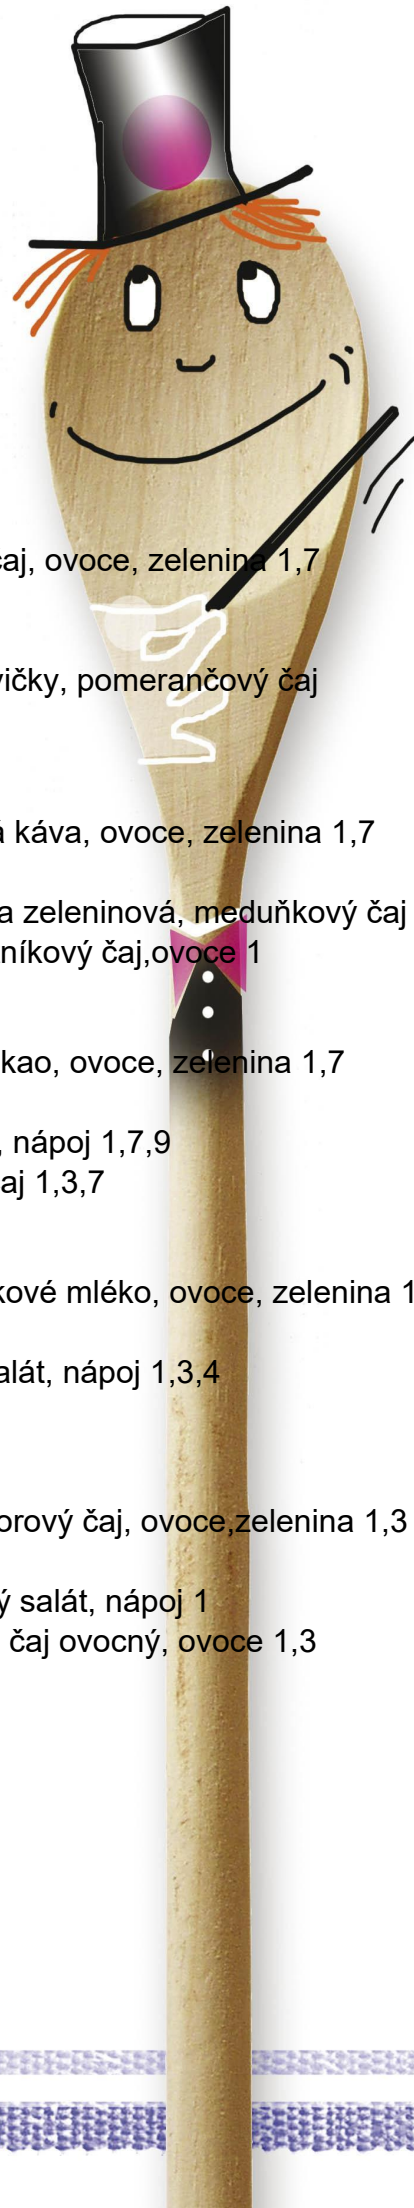 čaj, ovoce, zelenina 1,7
vičky, pomerančový čaj
á káva, ovoce, zelenina 1,7
a zeleninová, meduňkový čaj
níkový čaj,ovoce 1
kao, ovoce, zelenina 1,7
, nápoj 1,7,9
aj 1,3,7
kové mléko, ovoce, zelenina 1
alát, nápoj 1,3,4
orový čaj, ovoce,zelenina 1,3
ý salát, nápoj 1
čaj ovocný, ovoce 1,3